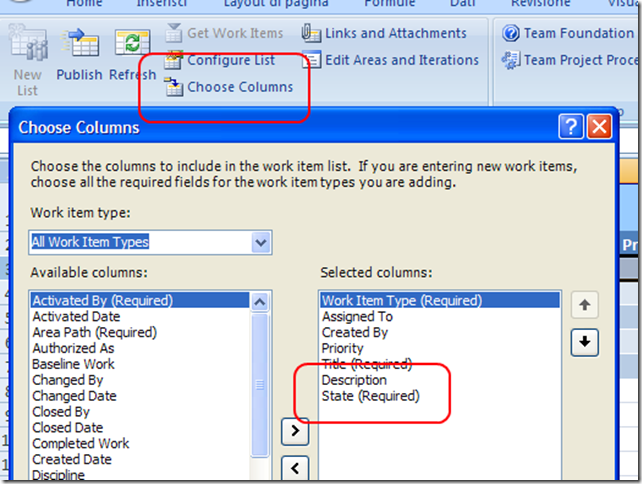 Home Inserisci Layout di pagina Formule Dati Revisione
Get Work Items Links and Attachments Team Foundation
New List Publish Refresh Configure List Edit Areas and Iterations Team Project Proce
Choose Columns
Choose Columns
Choose the columns to include in the work item list. If you are entering new work items,
choose all the required fields for the work item types you are adding.
Work item type:
All Work Item Types
Available columns:
Activated By (Required)
Activated Date
Area Path (Required)
Authorized As
Baseline Work
Changed By
Changed Date
Closed By
Closed Date
Completed Work
Created Date
Discipline
Selected columns:
Work Item Type (Required)
Assigned To
Created By
Priority
Title (Required)
Description
State (Required)
Pr